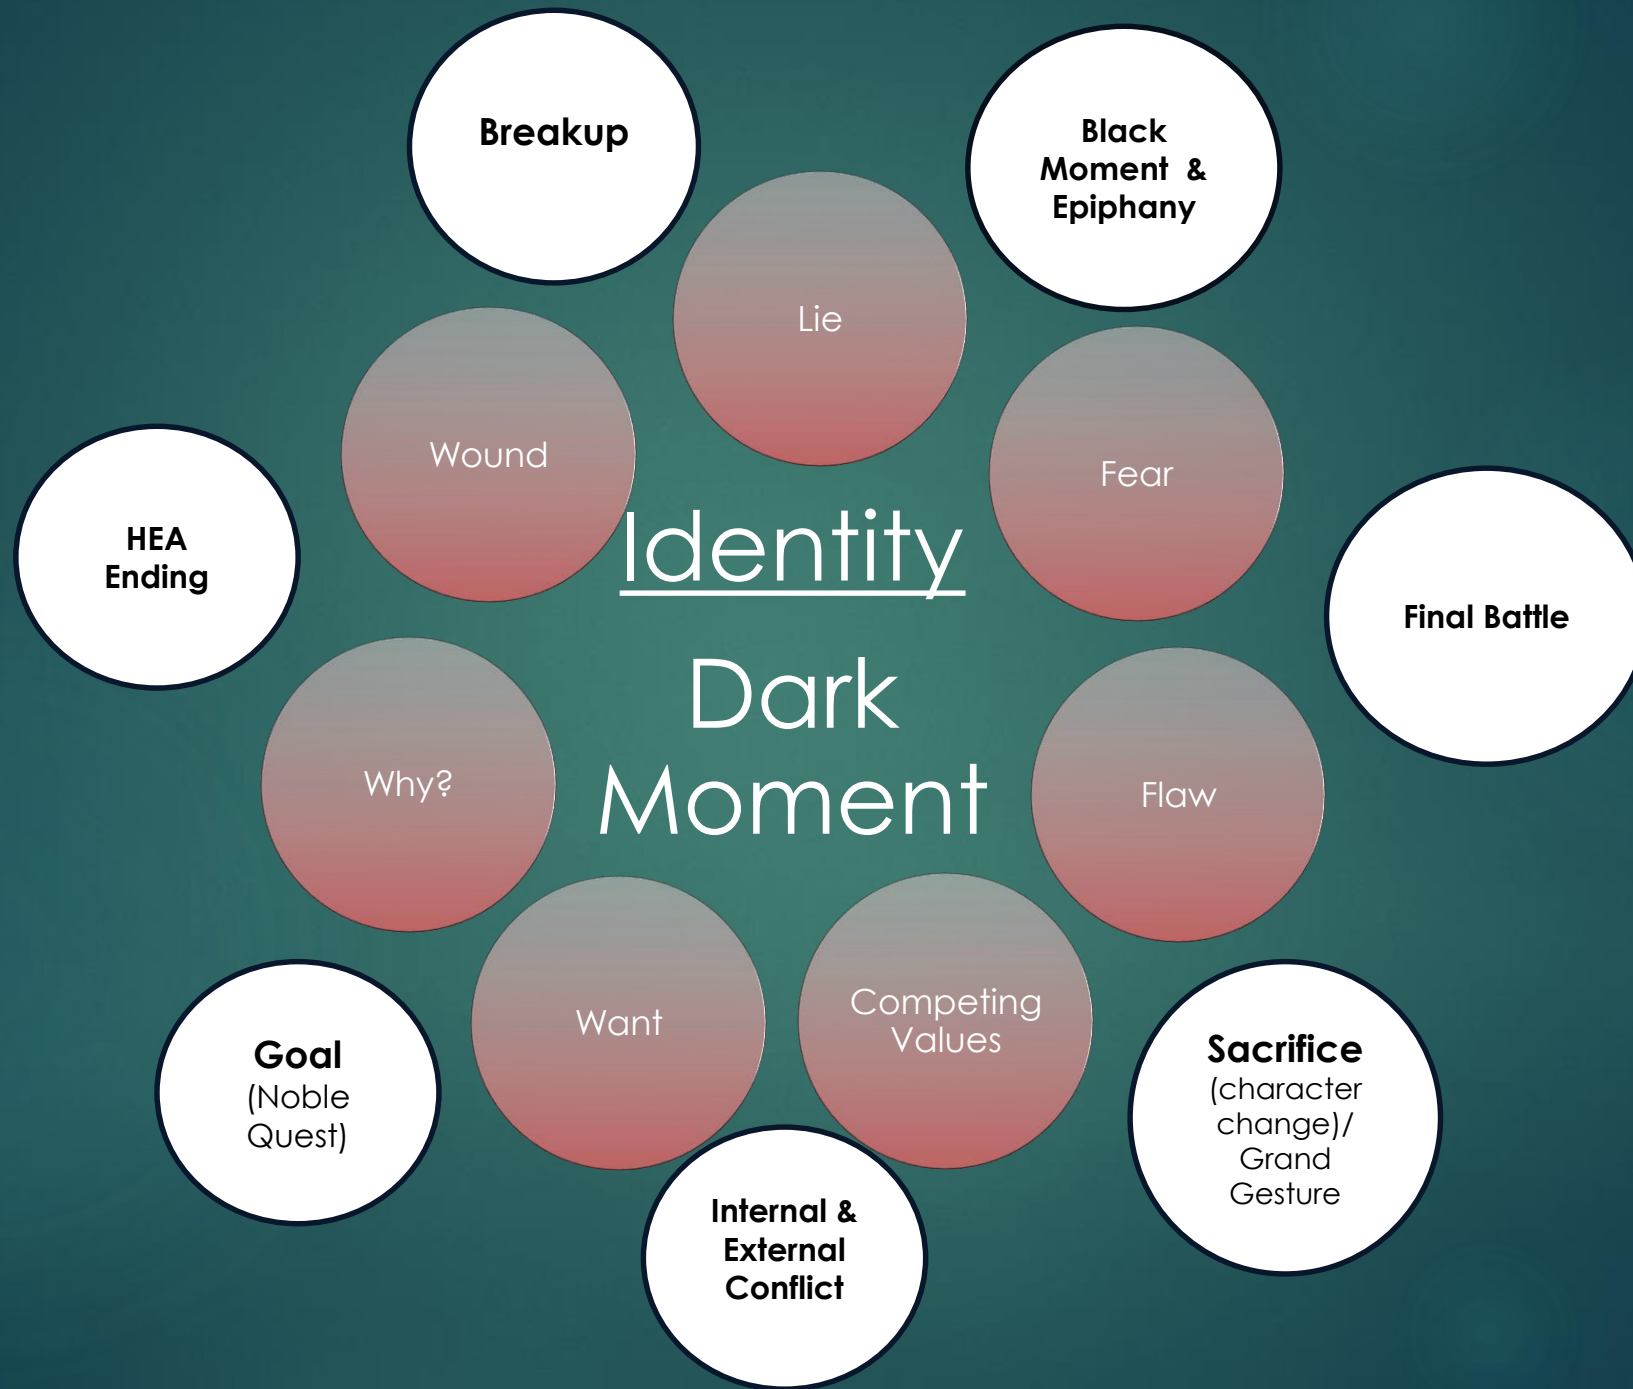 Breakup
Black
Moment &
Epiphany
Lie
Wound
Fear
HEA
Ending
Identity
Dark
Moment
Final Battle
Why?
Flaw
Want
Competing
Values
Goal
(Noble
Quest)
Sacrifice
(character
change)/
Grand
Gesture
Internal &
External
Conflict